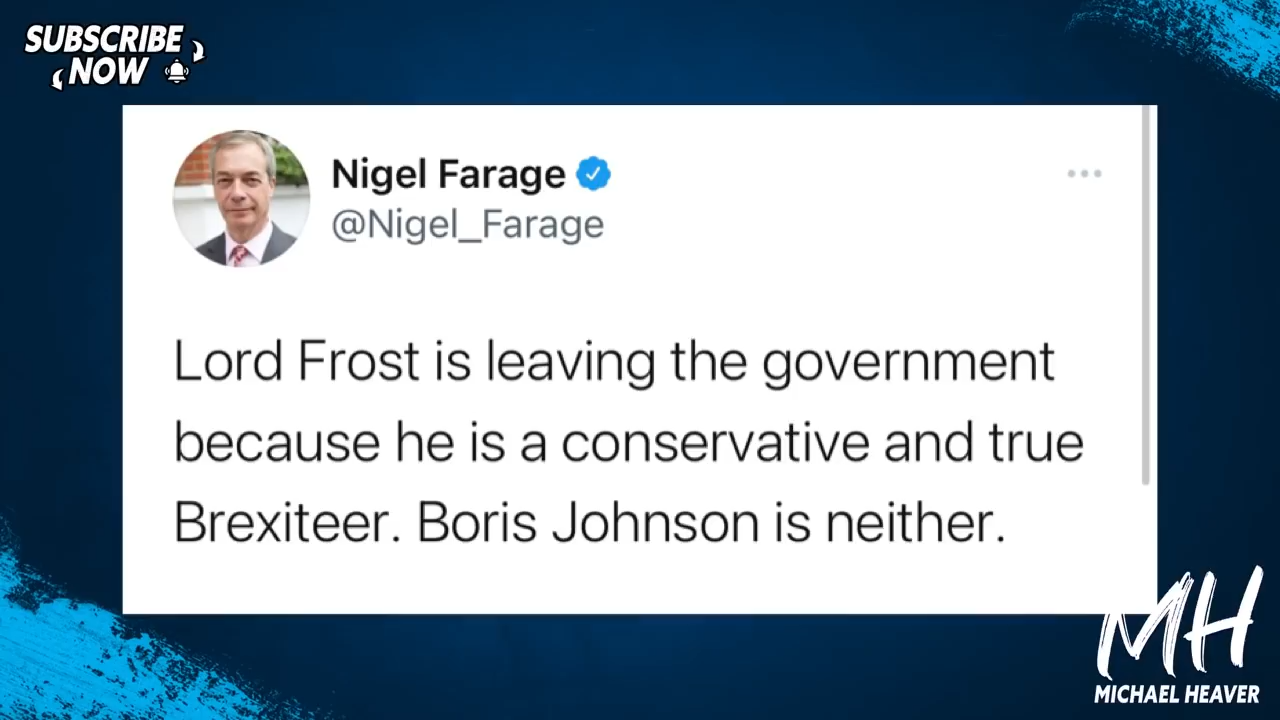 SUBSCRIBE
NOW
Nigel Farage
@Nigel_Farage
Lord Frost is leaving the government
because he is a conservative and true
Brexiteer. Boris Johnson is neither.
MH
MICHAEL HEAVER